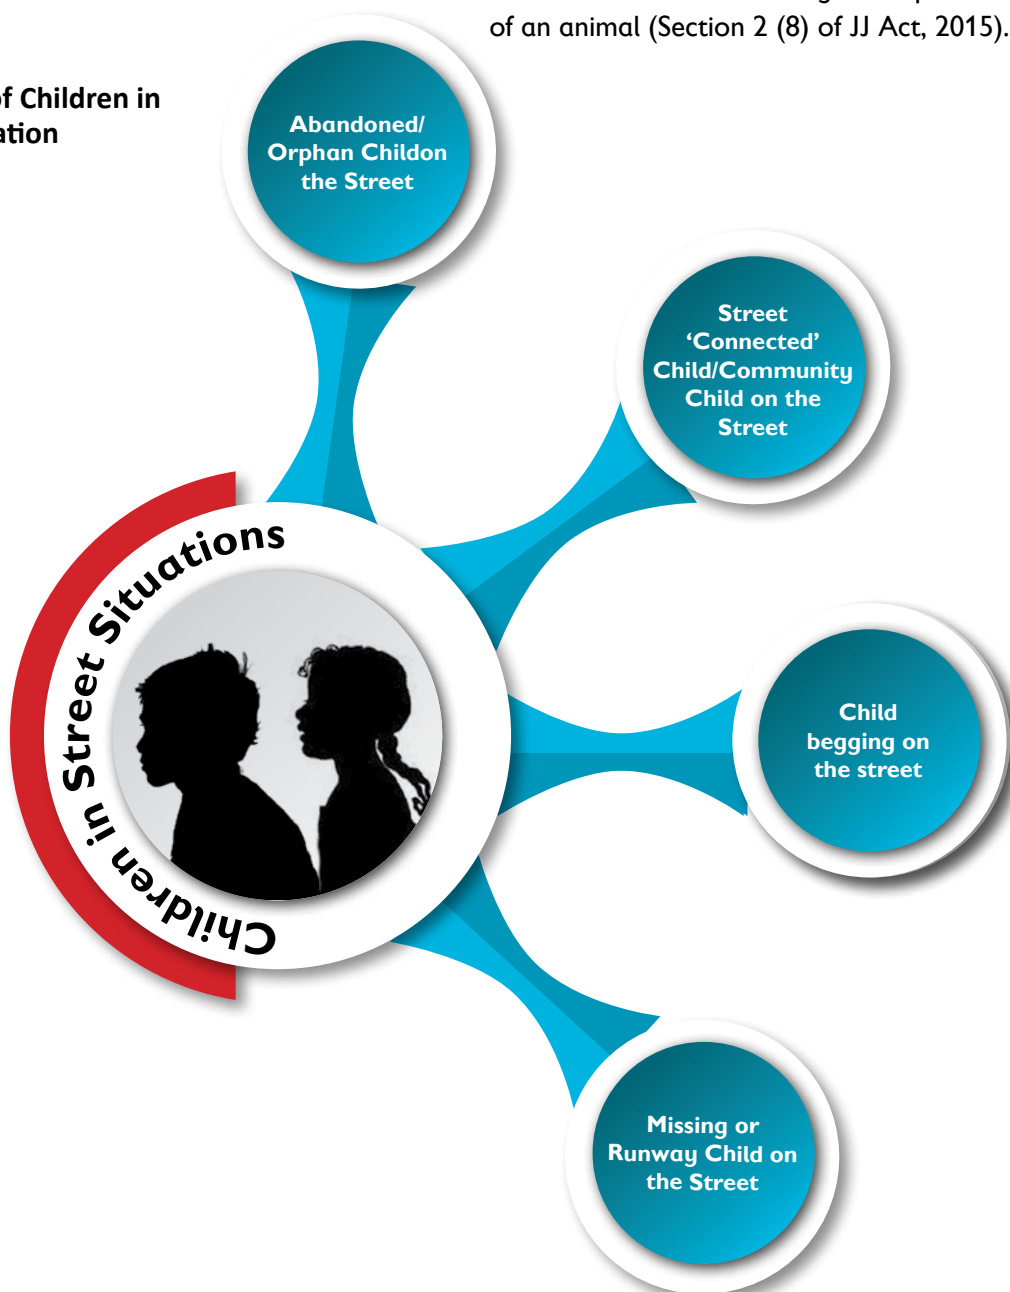 of an animal (Section 2 (8) of JJ Act, 2015).
of Children in
ation
Abandoned/
Orphan Childon
the Street
Street
‘Connected’
Child/Community
Child on the
Street
Children in Street Situations
Child
begging on
the street
Missing or
Runway Child on
the Street